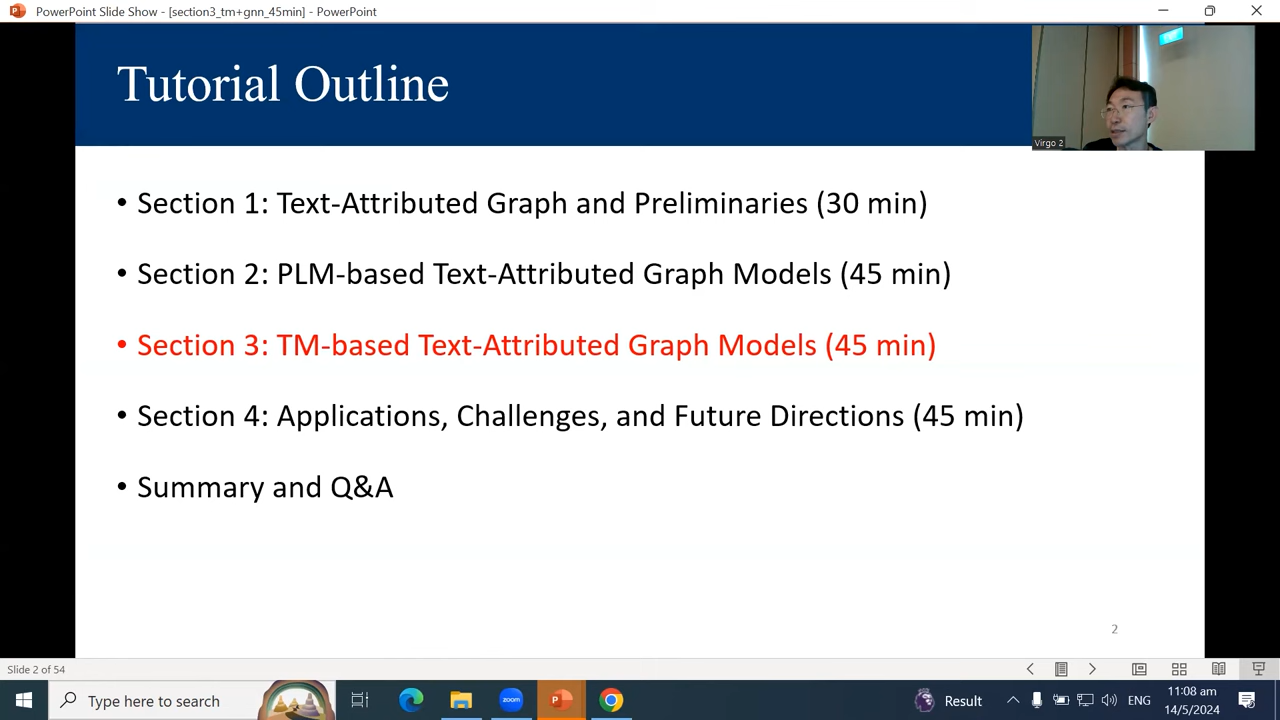 PowerPoint Slide Show - [section3_tm+gnn_45min] - PowerPoint
Tutorial Outline
Virgo 2
• Section 1: Text-Attributed Graph and Preliminaries (30 min)
• Section 2: PLM-based Text-Attributed Graph Models (45 min)
• Section 3: TM-based Text-Attributed Graph Models (45 min)
• Section 4: Applications, Challenges, and Future Directions (45 min)
• Summary and Q&A
2
Slide 2 of 54
Type here to search
zoom
Result
ENG
11:08 am
14/5/2024